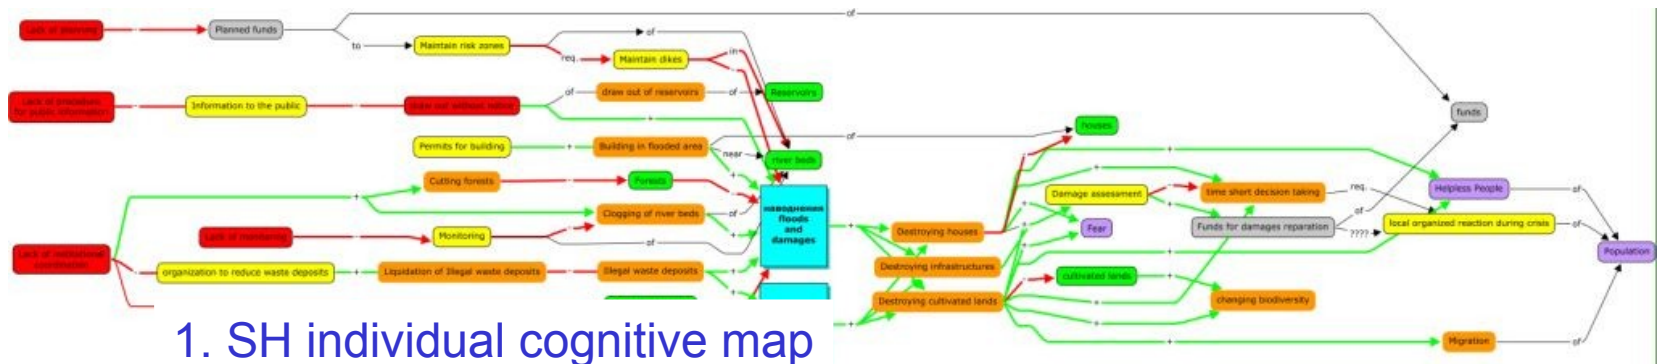 Lack of planning
-
Planned funds
of
to
Maintain risk zones
of
req.
Maintain dikes
in
-
Lack of procedure
for public information
-
Information to the public
-
draw out without notice
of
draw out of reservoirs
of
Reservoirs
+
Permits for building
+
Building in flooded area
of
near
+
river beds
houses
funds
Cutting forests
-
Forests
-
+
Clogging of river beds
of
+
наводнения
floods
and
damages
Lack of monitoring
-
Monitoring
-
of
Lack of institutional
coordination
organization to reduce waste deposits
+
Liquidation of Illegal waste deposits
-
Illegal waste deposits
+
+
+
Destroying houses
Destroying infrastructures
Destroying cultivated lands
+
-
+
+
+
+
Damage assessment
-
+
time short decision taking
req.
Helpless People
of
Fear
Funds for damages reparation
of
????
local organized reaction during crisis
of
Population
+
-
cultivated lands
+
+
changing biodiversity
+
+
Migration
of
1. SH individual cognitive map